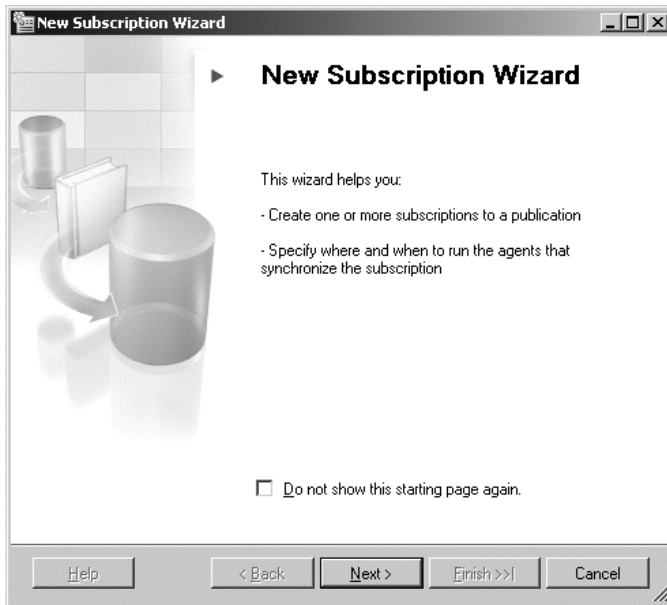 New Subscription Wizard
New Subscription Wizard
This wizard helps you:
- Create one or more subscriptions to a publication
- Specify where and when to run the agents that
synchronize the subscription
Do not show this starting page again.
Help
< Back
Next >
Finish >>|
Cancel